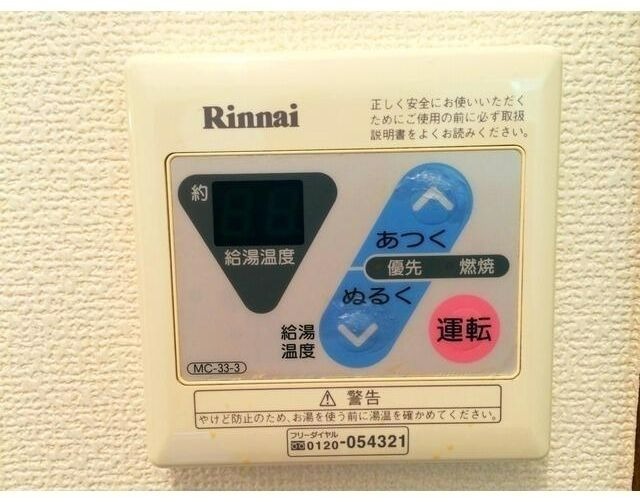 Rinnai
正しく安全にお使いいただく
ためにご使用の前に必ず取扱
説明書をよくお読みください。
約
給湯温度
あつく
優先 燃焼
ぬるく
給湯
温度
運転
MC-33-3
⚠ 警告
やけど防止のため、お湯を使う前に湯温を確かめてください。
フリーダイヤル
0120-054321